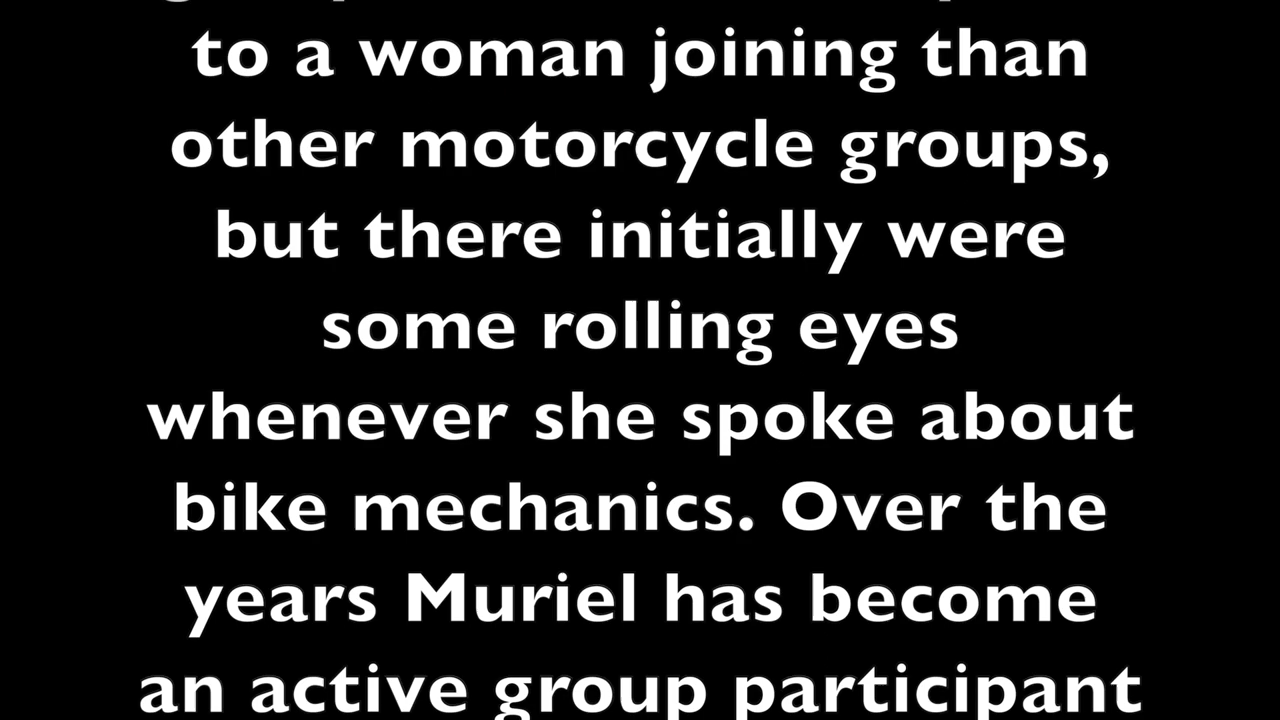 to a woman joining than
other motorcycle groups,
but there initially were
some rolling eyes
whenever she spoke about
bike mechanics. Over the
years Muriel has become
an active group participant